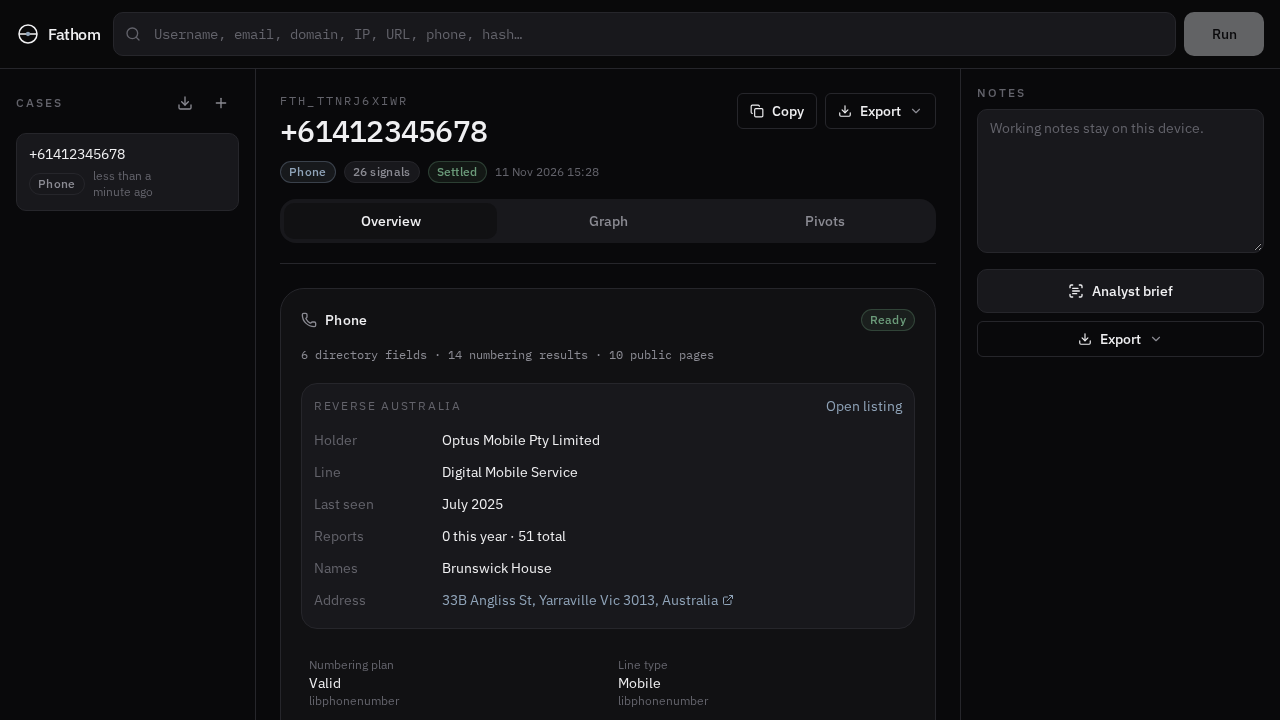 Fathom
Username, email, domain, IP, URL, phone, hash…
Run
CASES
+61412345678
Phone
less than a
minute ago
FTH_TTNRJ6XIWR
+61412345678
Copy
Export
Phone
26 signals
Settled
11 Nov 2026 15:28
Overview
Graph
Pivots
Phone
Ready
6 directory fields · 14 numbering results · 10 public pages
REVERSE AUSTRALIA
Open listing
Holder
Optus Mobile Pty Limited
Line
Digital Mobile Service
Last seen
July 2025
Reports
0 this year · 51 total
Names
Brunswick House
Address
33B Angliss St, Yarraville Vic 3013, Australia
Numbering plan
Valid
libphonenumber
Line type
Mobile
libphonenumber
NOTES
Working notes stay on this device.
Analyst brief
Export